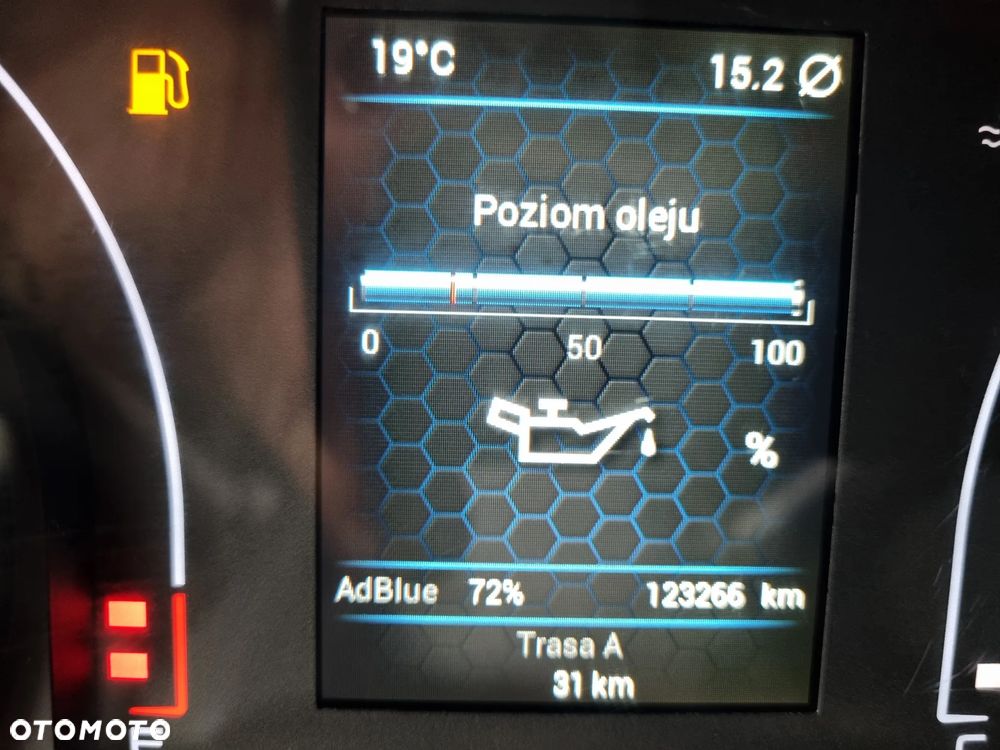 19°C
15.2 Ø
Poziom oleju
0 50 100
%
AdBlue 72% 123266 km
Trasa A
31 km
OTOMOTO
E